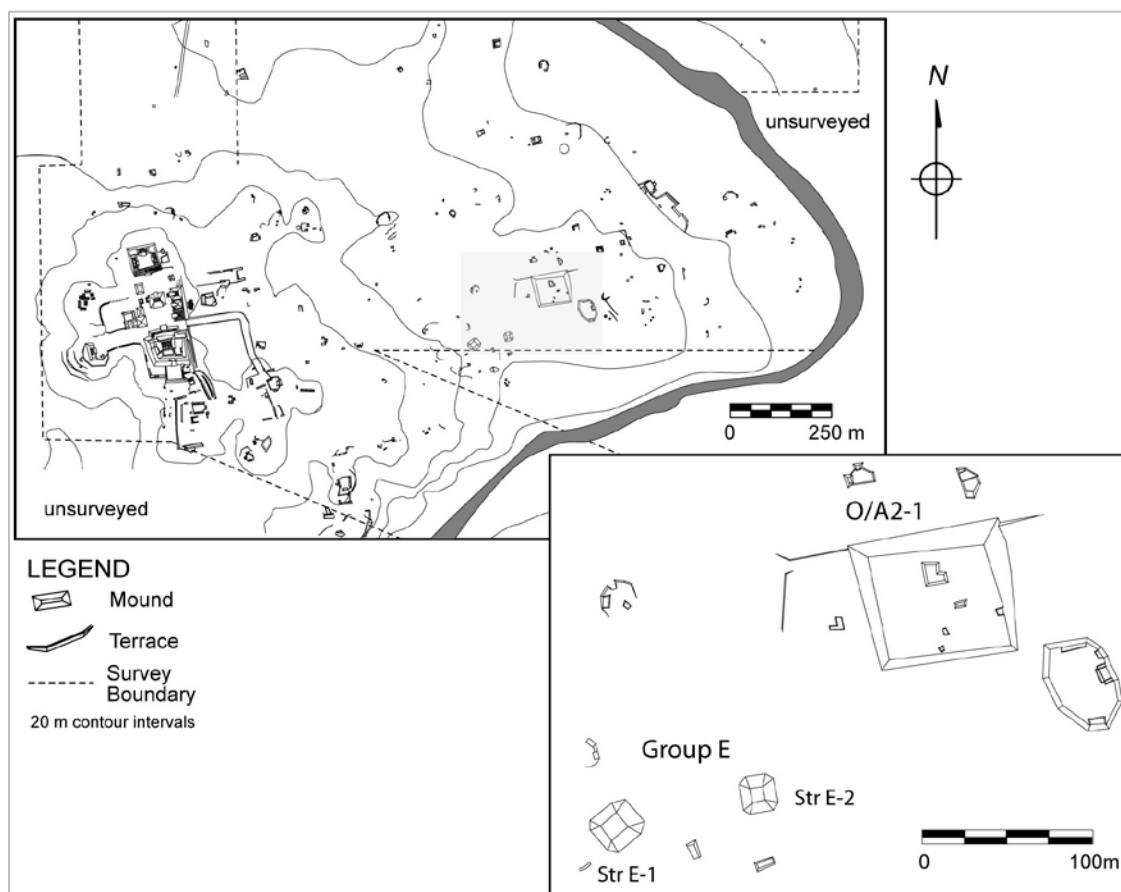 N
unsurveyed
0 250 m
unsurveyed
LEGEND
Mound
Terrace
Survey
Boundary
20 m contour intervals
O/A2-1
Group E
Str E-2
Str E-1
0 100m